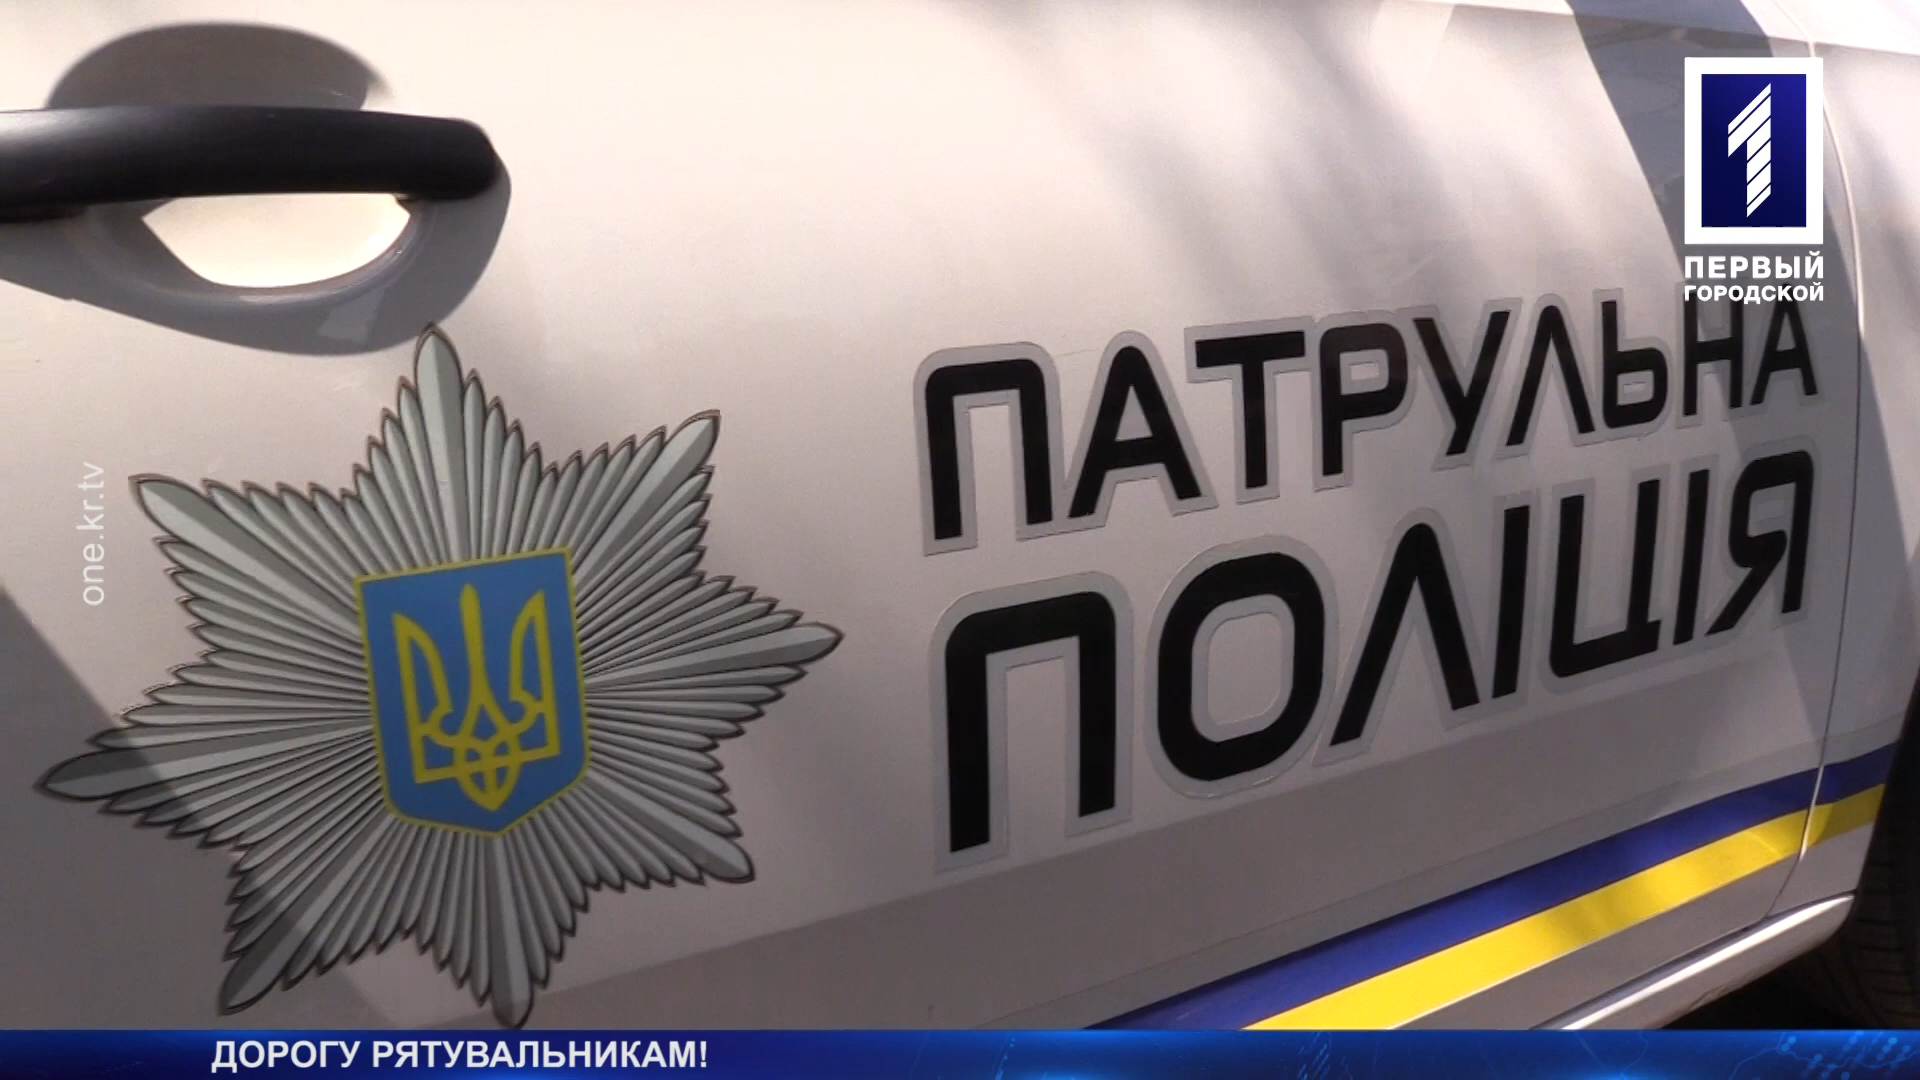 ПЕРВЫЙ
ГОРОДСКОЙ
ПАТРУЛЬНА
ПОЛІЦІЯ
one.kr.tv
ДОРОГУ РЯТУВАЛЬНИКАМ!